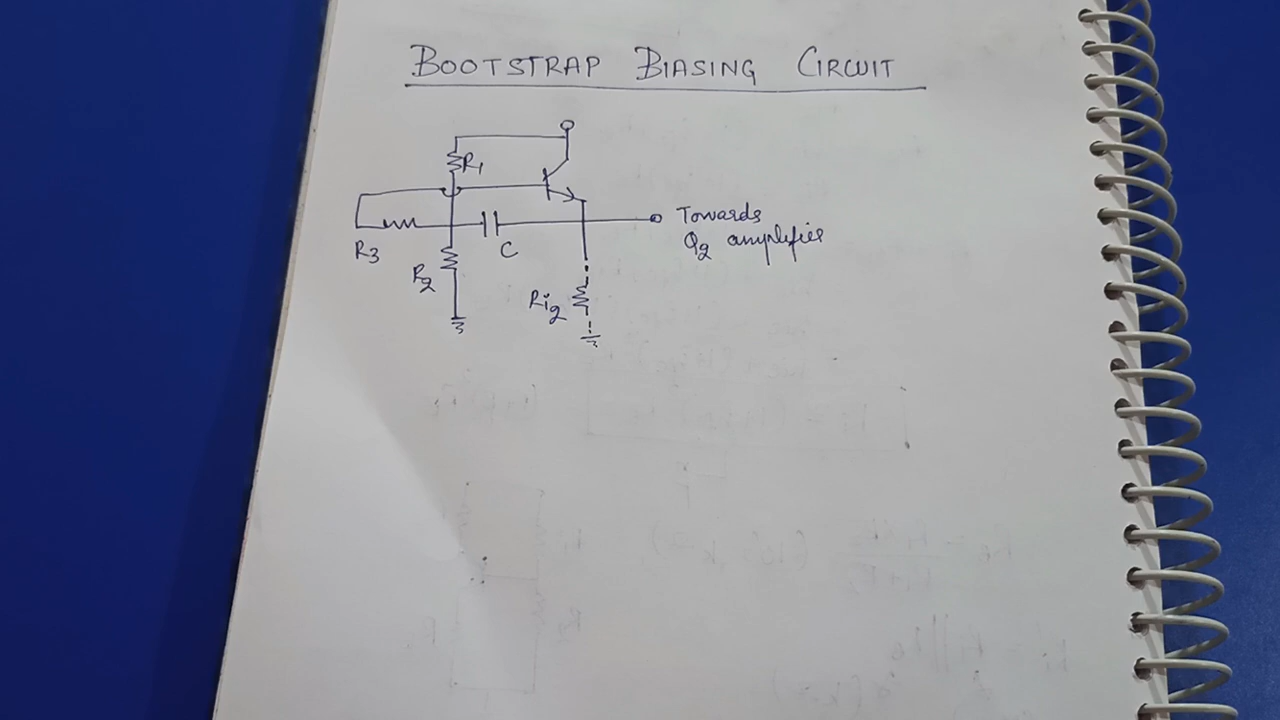 BOOTSTRAP BIASING CIRCUIT
R1
Towards
Q2 amplifier
R3
C
R2
Ri2